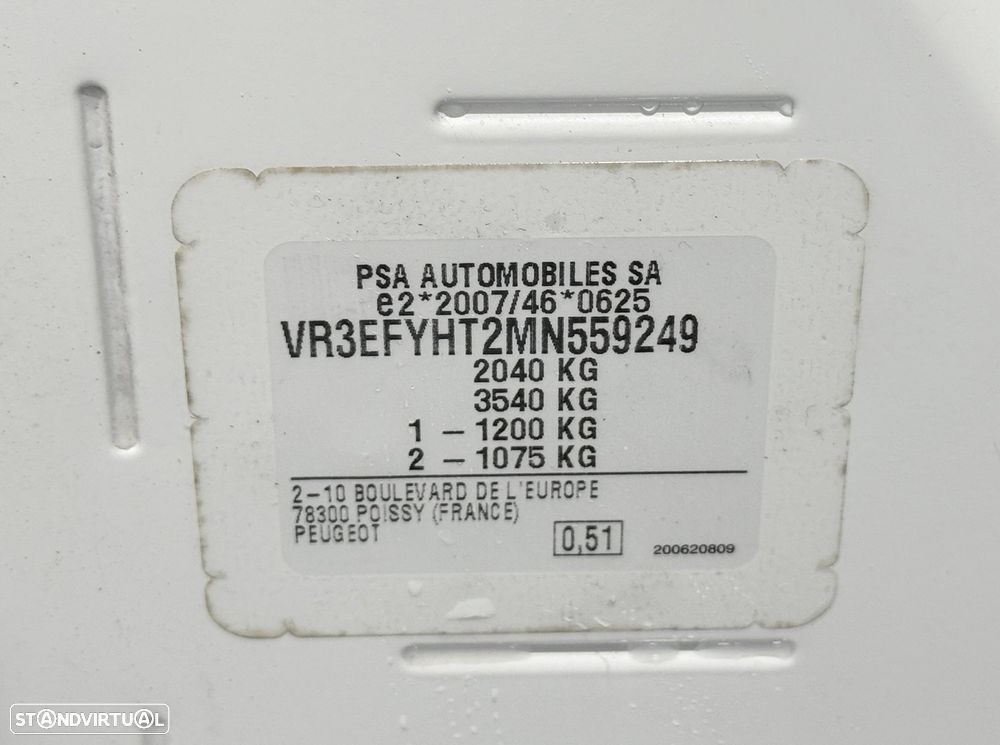 PSA AUTOMOBILES SA
e2*2007/46*0625
VR3EFYHT2MN559249
2040 KG
3540 KG
1 - 1200 KG
2 - 1075 KG
2-10 BOULEVARD DE L'EUROPE
78300 POISSY (FRANCE)
PEUGEOT
0,51
200620809
STANDVIRTUAL